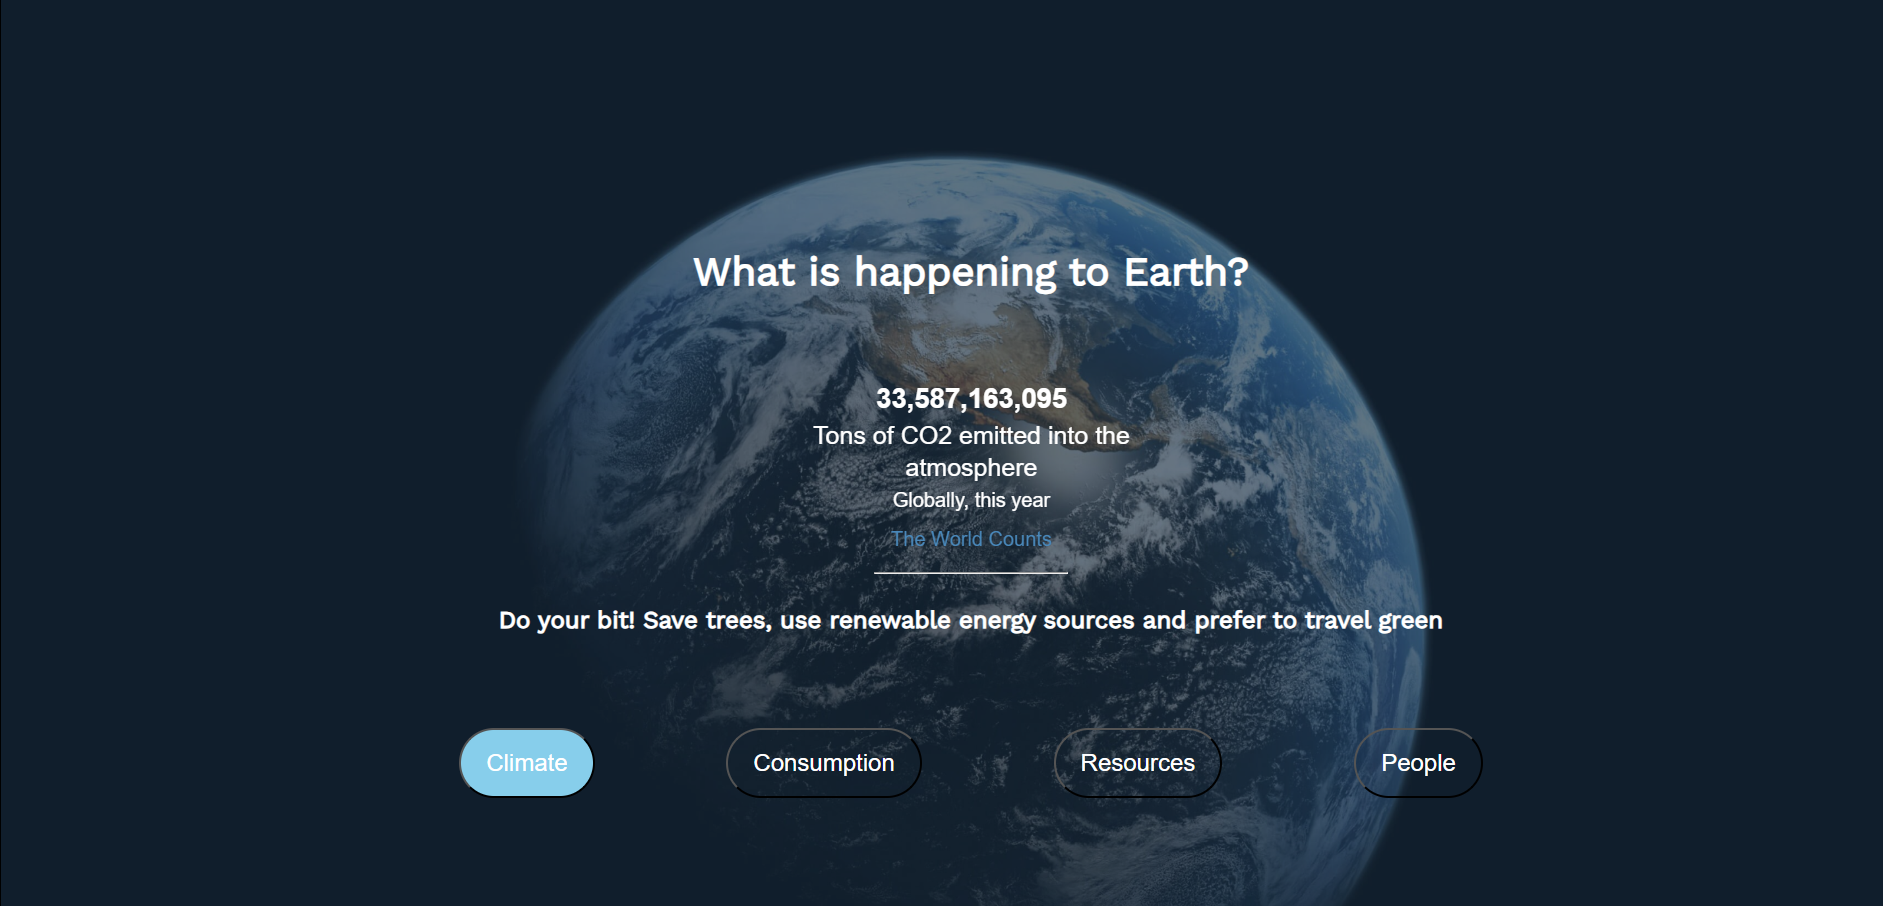 What is happening to Earth?
33,587,163,095
Tons of CO2 emitted into the
atmosphere
Globally, this year
The World Counts
Do your bit! Save trees, use renewable energy sources and prefer to travel green
Climate
Consumption
Resources
People